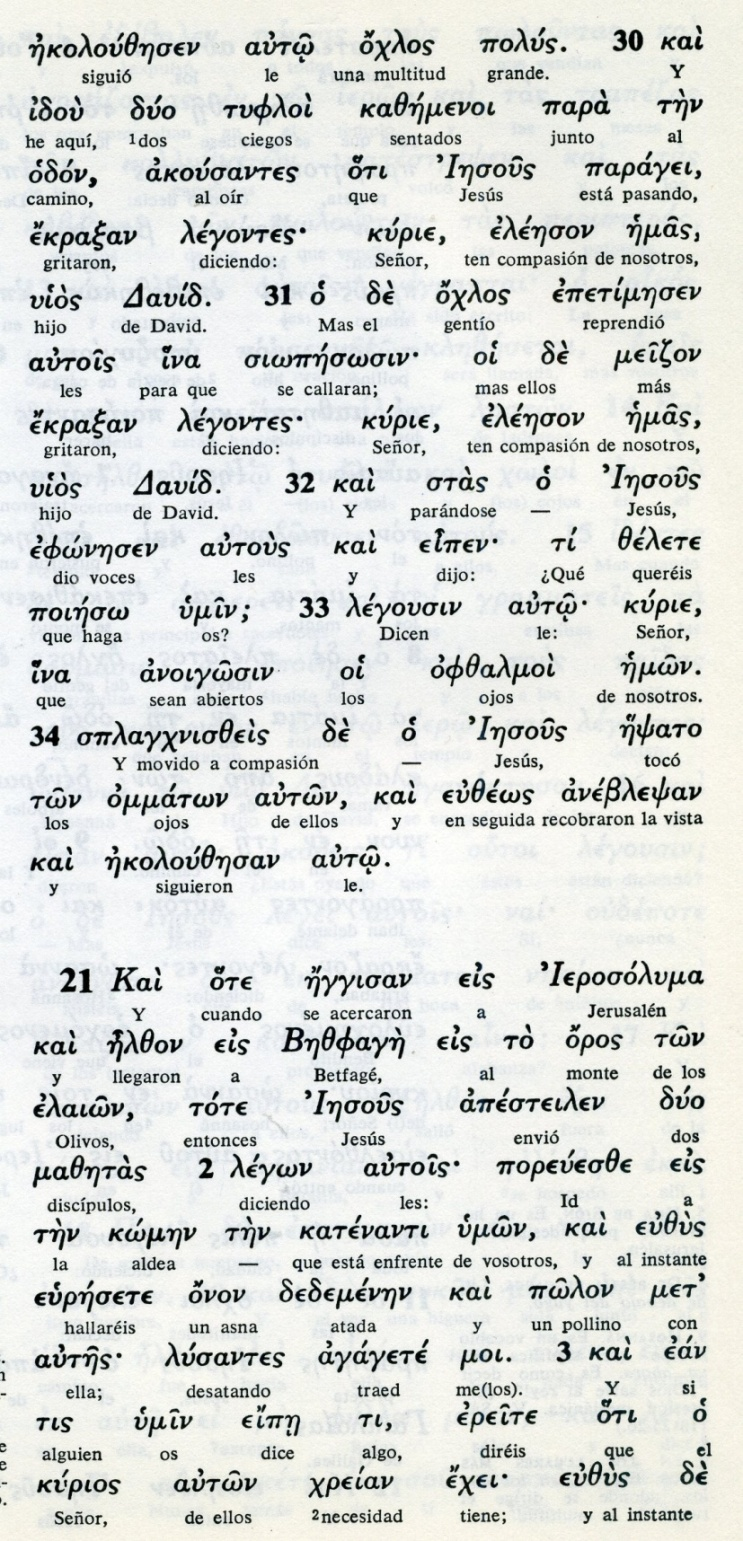 ἠκολούθησεν αὐτῷ ὄχλος πολύς. 30 καὶ
siguió le una multitud grande. Y
ἰδοὺ δύο τυφλοὶ καθήμενοι παρὰ τὴν
he aquí, ¹dos ciegos sentados junto al
ὁδόν, ἀκούσαντες ὅτι Ἰησοῦς παράγει,
camino, al oír que Jesús está pasando,
ἔκραξαν λέγοντες· κύριε, ἐλέησον ἡμᾶς,
gritaron, diciendo: Señor, ten compasión de nosotros,
υἱὸς Δαυίδ. 31 ὁ δὲ ὄχλος ἐπετίμησεν
hijo de David. Mas el gentío reprendió
αὐτοῖς ἵνα σιωπήσωσιν· οἱ δὲ μεῖζον
les para que se callaran; mas ellos más
ἔκραξαν λέγοντες· κύριε, ἐλέησον ἡμᾶς,
gritaron, diciendo: Señor, ten compasión de nosotros,
υἱὸς Δαυίδ. 32 καὶ στὰς ὁ Ἰησοῦς
hijo de David. Y parándose — Jesús,
ἐφώνησεν αὐτοὺς καὶ εἶπεν· τί θέλετε
dio voces les y dijo: ¿Qué queréis
ποιήσω ὑμῖν; 33 λέγουσιν αὐτῷ· κύριε,
que haga os? Dicen le: Señor,
ἵνα ἀνοιγῶσιν οἱ ὀφθαλμοὶ ἡμῶν.
que sean abiertos los ojos de nosotros.
34 σπλαγχνισθεὶς δὲ ὁ Ἰησοῦς ἥψατο
Y movido a compasión — Jesús, tocó
τῶν ὀμμάτων αὐτῶν, καὶ εὐθέως ἀνέβλεψαν
los ojos de ellos y en seguida recobraron la vista
καὶ ἠκολούθησαν αὐτῷ.
y siguieron le.
21 Καὶ ὅτε ἤγγισαν εἰς Ἰεροσόλυμα
Y cuando se acercaron a Jerusalén
καὶ ἦλθον εἰς Βηθφαγὴ εἰς τὸ ὄρος τῶν
y llegaron a Betfagé, al monte de los
ἐλαιῶν, τότε Ἰησοῦς ἀπέστειλεν δύο
Olivos, entonces Jesús envió dos
μαθητὰς 2 λέγων αὐτοῖς· πορεύεσθε εἰς
discípulos, diciendo les: Id a
τὴν κώμην τὴν κατέναντι ὑμῶν, καὶ εὐθὺς
la aldea — que está enfrente de vosotros, y al instante
εὑρήσετε ὄνον δεδεμένην καὶ πῶλον μετ’
hallaréis un asna atada y un pollino con
αὐτῆς· λύσαντες ἀγάγετέ μοι. 3 καὶ ἐάν
ella; desatando traed me(los). Y si
τις ὑμῖν εἴπῃ τι, ἐρεῖτε ὅτι ὁ
alguien os dice algo, diréis que el
κύριος αὐτῶν χρείαν ἔχει· εὐθὺς δὲ
Señor, de ellos ²necesidad tiene; y al instante